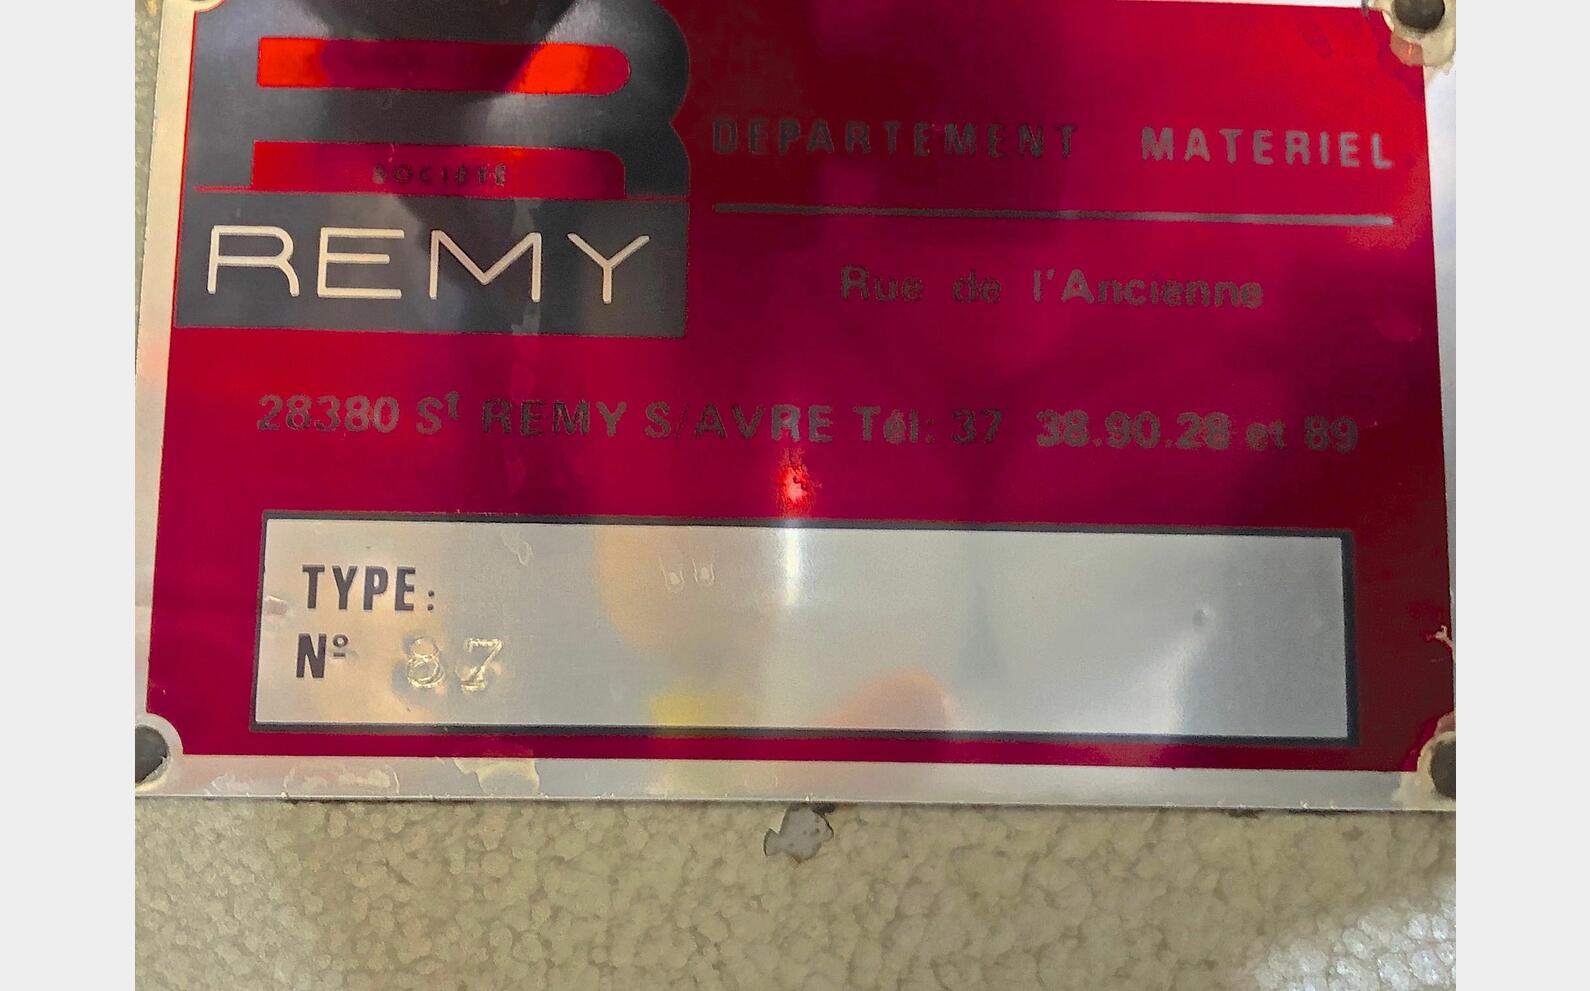 SOCIETE
REMY
DEPARTEMENT MATERIEL
Rue de l'Ancienne
28380 St REMY S/AVRE Tél: 37 38.90.28 et 89
TYPE:
Nº 87